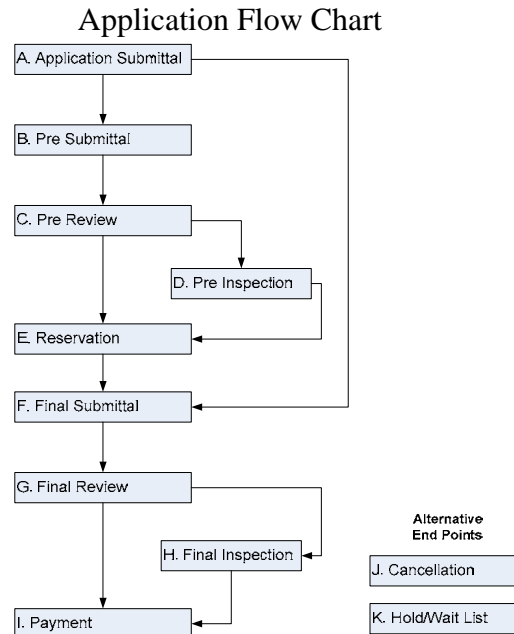 Application Flow Chart
A. Application Submittal
B. Pre Submittal
C. Pre Review
D. Pre Inspection
E. Reservation
F. Final Submittal
G. Final Review
H. Final Inspection
I. Payment
Alternative
End Points
J. Cancellation
K. Hold/Wait List